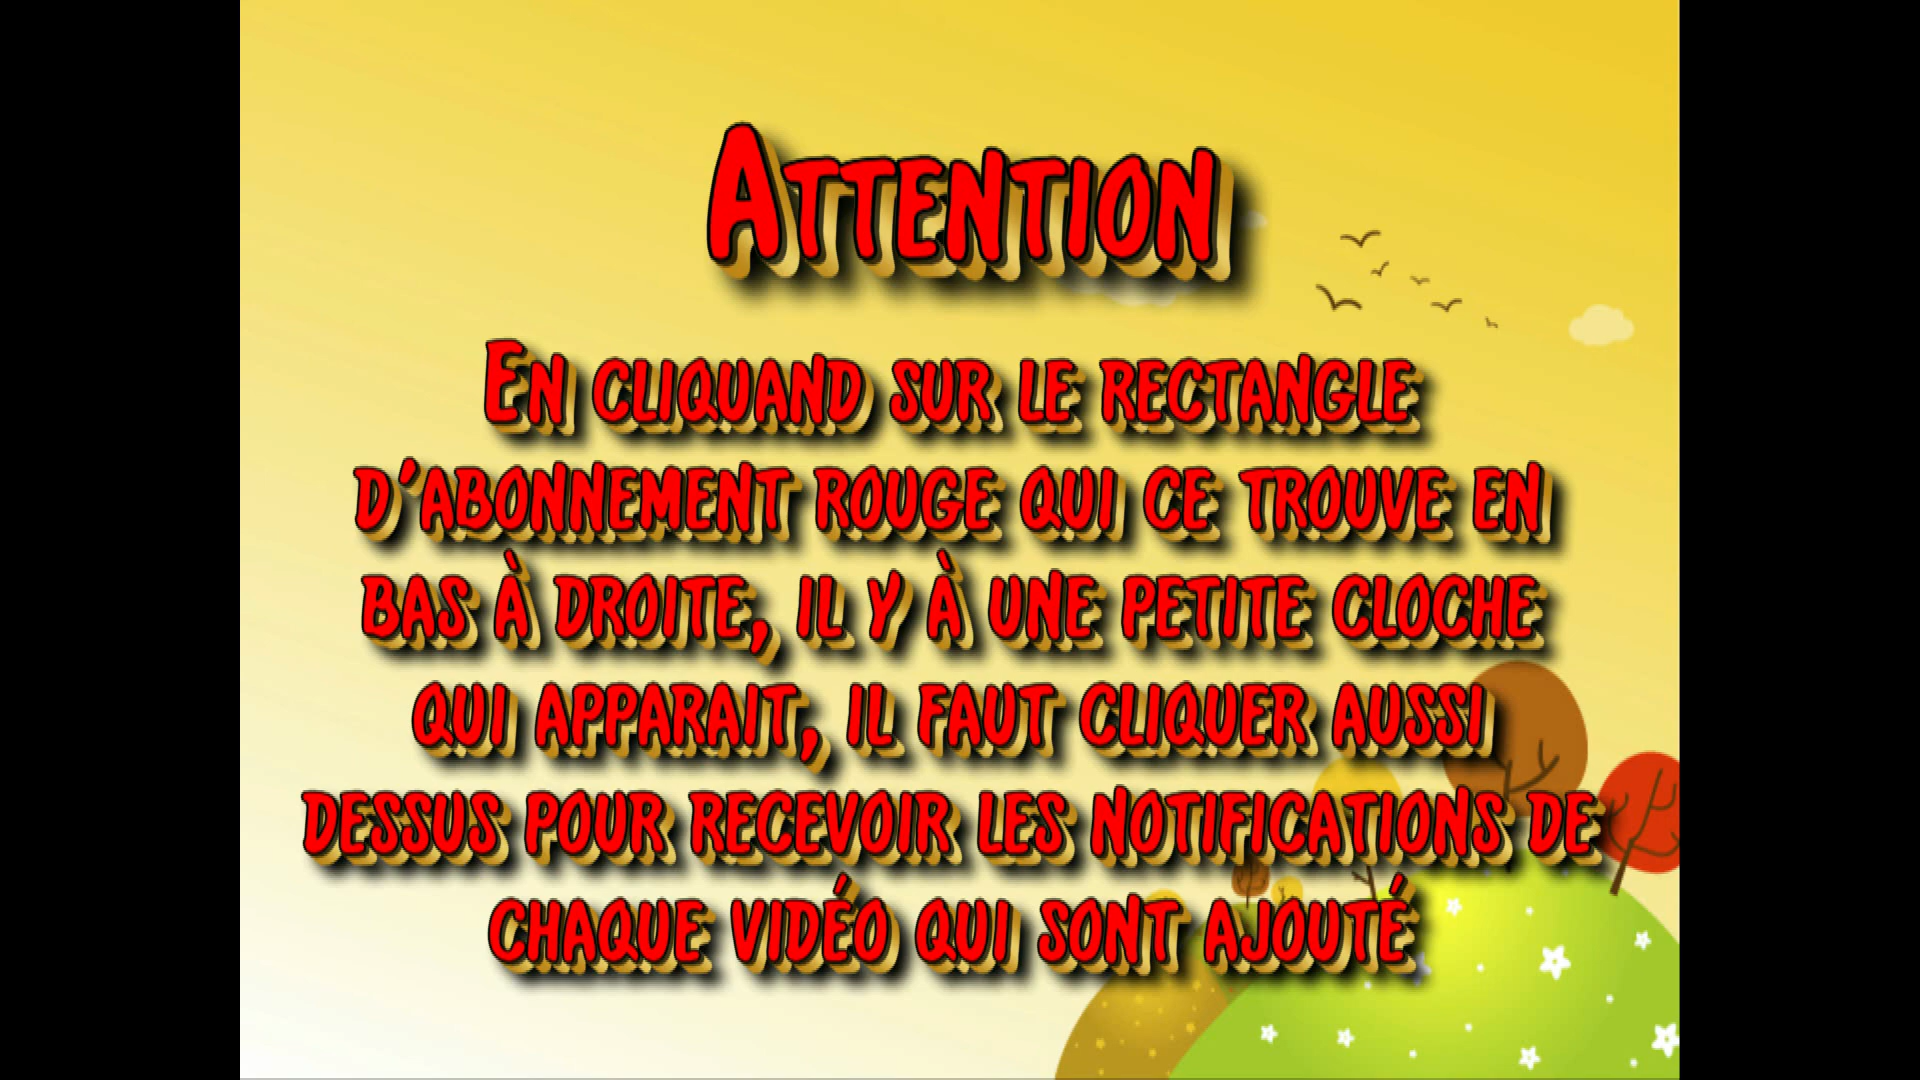 Attention
En cliquand sur le rectangle
d'abonnement rouge qui ce trouve en
bas à droite, il y à une petite cloche
qui apparait, il faut cliquer aussi
dessus pour recevoir les notifications de
chaque vidéo qui sont ajouté